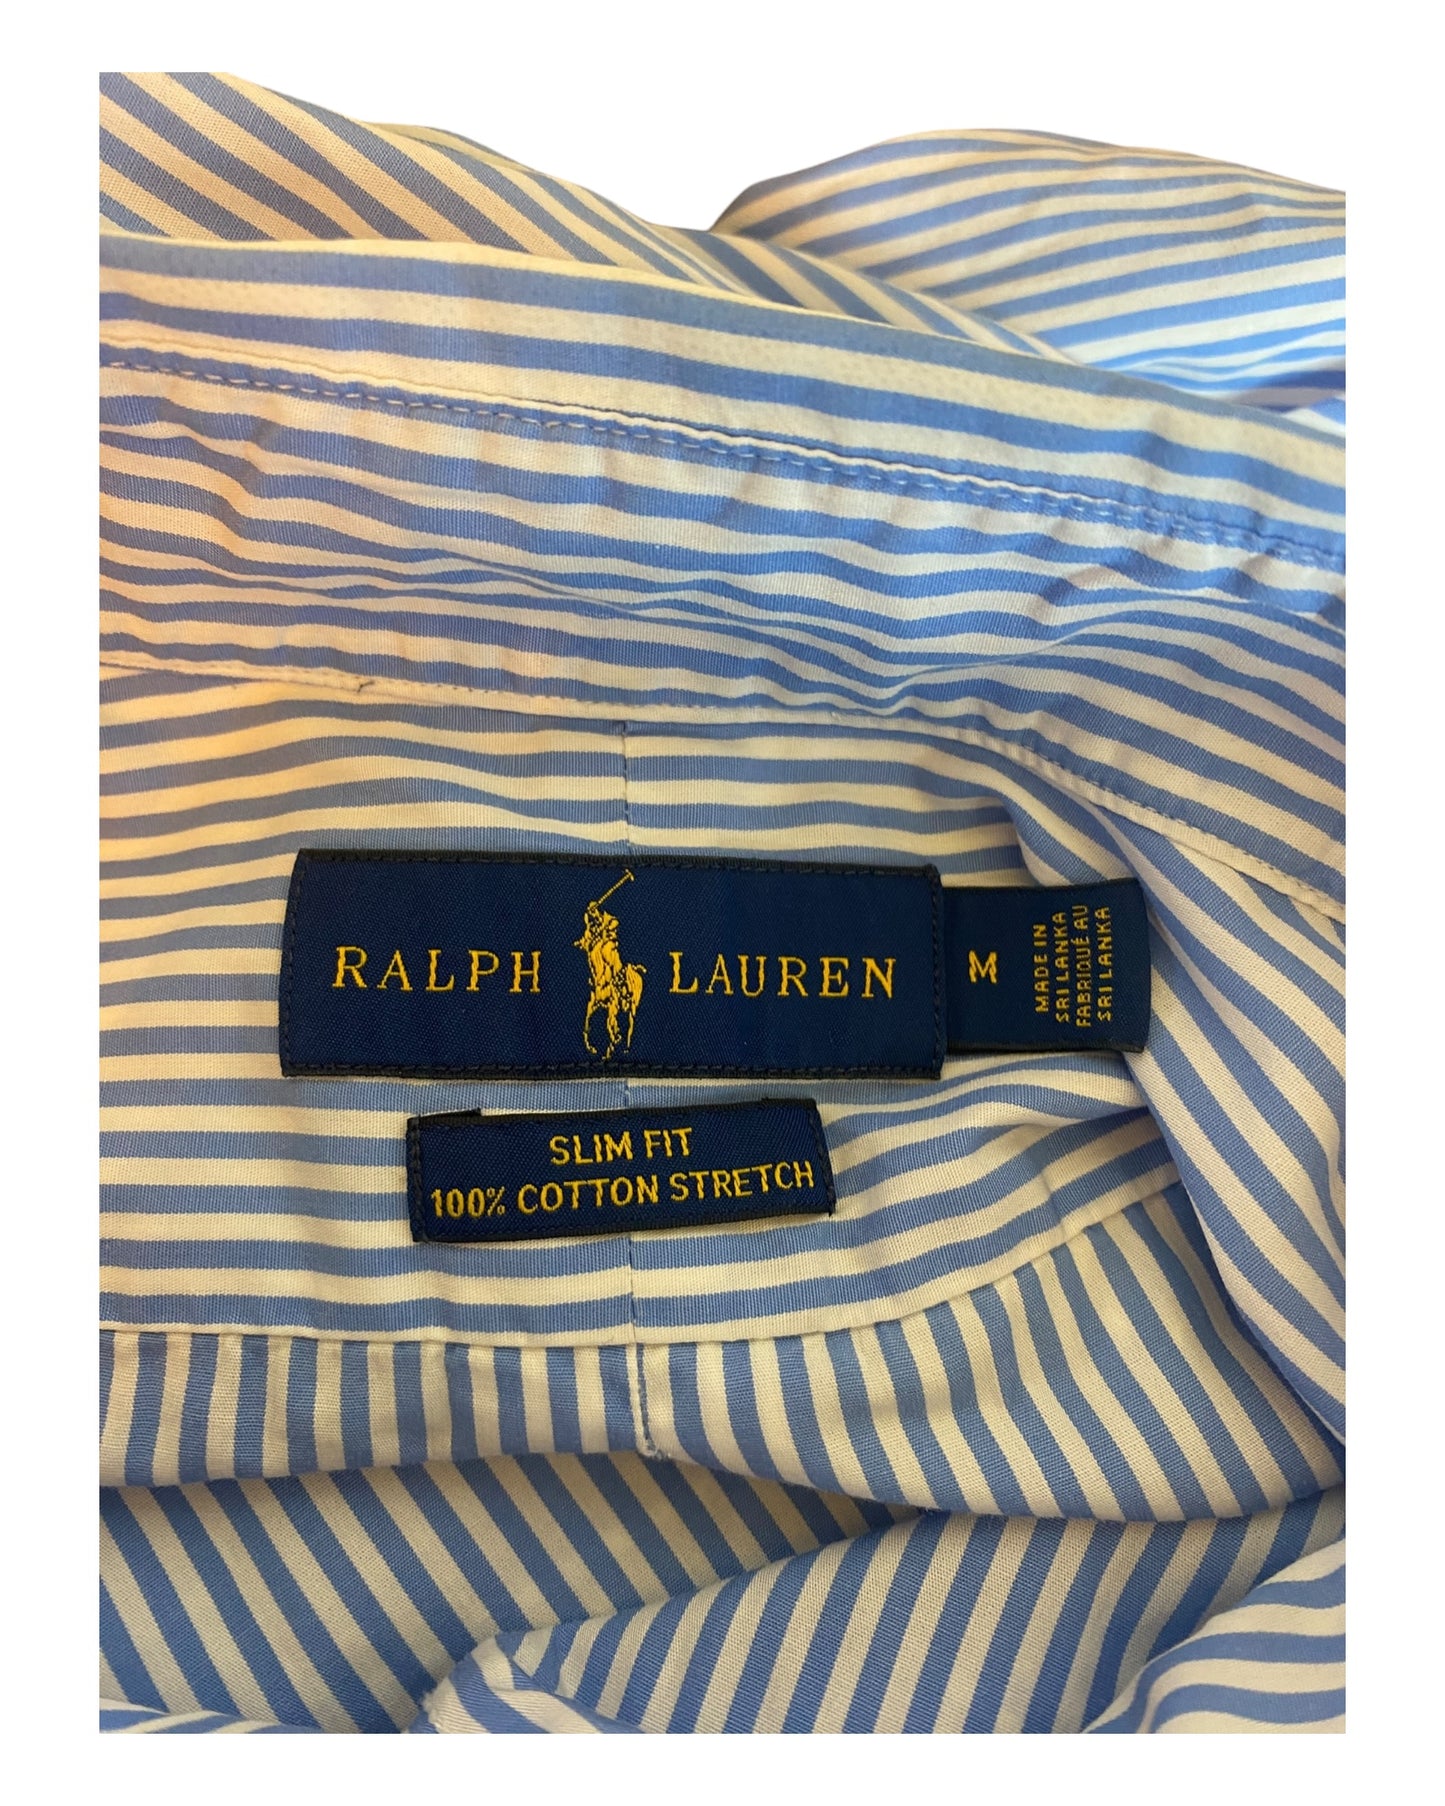 RALPH LAUREN
M
MADE IN
SRI LANKA
FABRIQUÉ AU
SRI LANKA
SLIM FIT
100% COTTON STRETCH